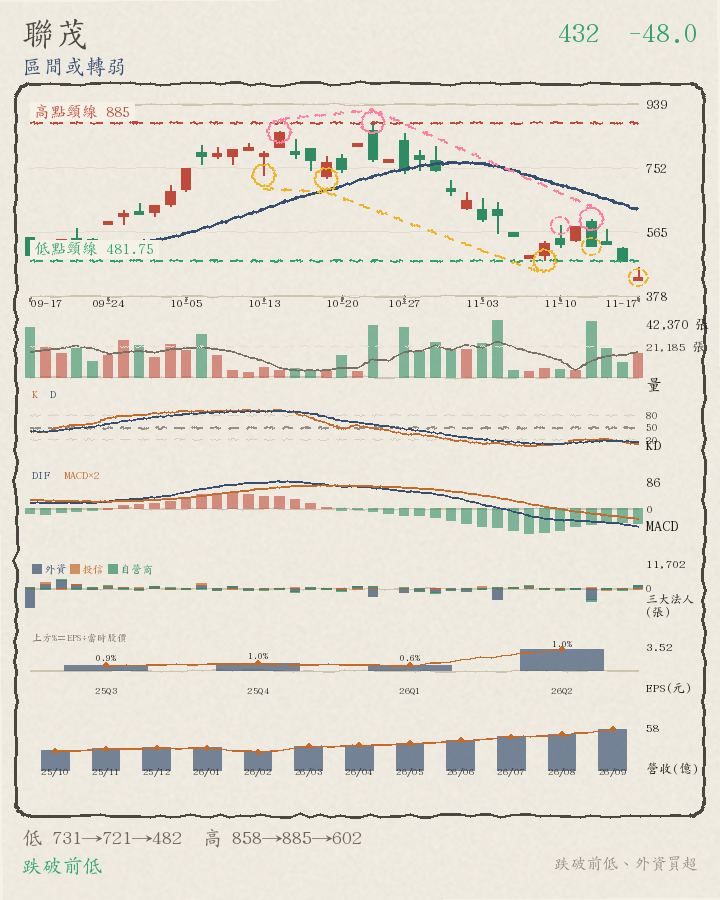 聯茂
432 -48.0
區間或轉弱
高點頸線 885
低點頸線 481.75
939
752
565
378
09-17 09-24 10-05 10-13 10-20 10-27 11-03 11-10 11-17
42,370 張
21,185 張
量
K D
80
50
20
KD
DIF MACD×2
86
0
MACD
外資 投信 自營商
11,702
0
三大法人
(張)
上方%=EPS÷當時股價
0.9% 1.0% 0.6% 1.0%
3.52
25Q3 25Q4 26Q1 26Q2
EPS(元)
58
25/10 25/11 25/12 26/01 26/02 26/03 26/04 26/05 26/06 26/07 26/08 26/09
營收(億)
低 731→721→482 高 858→885→602
跌破前低
跌破前低、外資買超